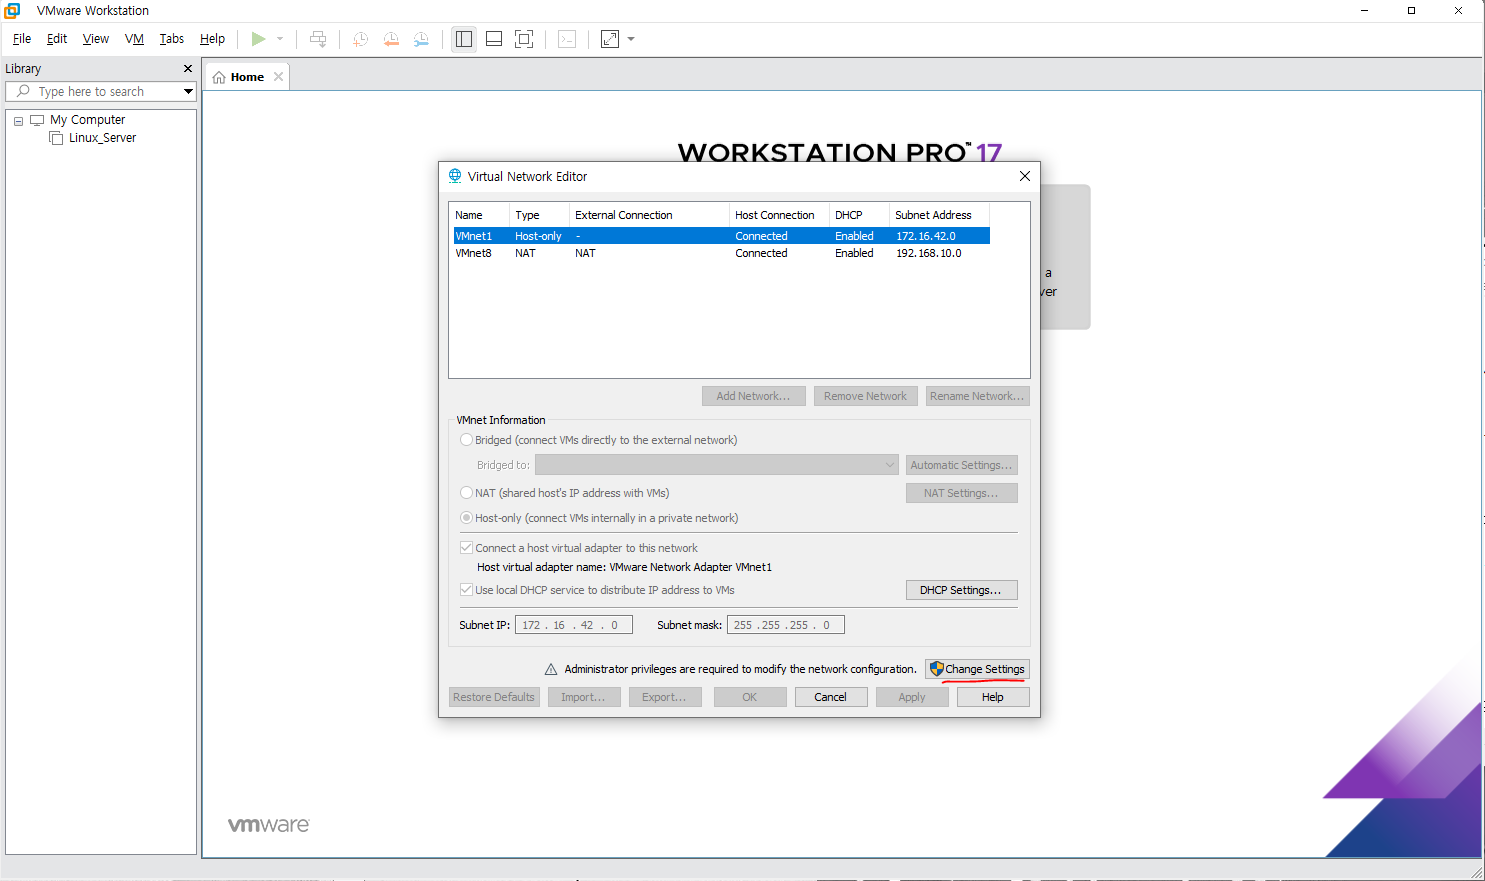 VMware Workstation
File Edit View VM Tabs Help
Library
Home
Type here to search
My Computer
Linux_Server
WORKSTATION PRO™ 17
a
ver
Virtual Network Editor
Name Type External Connection Host Connection DHCP Subnet Address
VMnet1 Host-only - Connected Enabled 172.16.42.0
VMnet8 NAT NAT Connected Enabled 192.168.10.0
Add Network... Remove Network Rename Network...
VMnet Information
Bridged (connect VMs directly to the external network)
Bridged to: Automatic Settings...
NAT (shared host's IP address with VMs) NAT Settings...
Host-only (connect VMs internally in a private network)
Connect a host virtual adapter to this network
Host virtual adapter name: VMware Network Adapter VMnet1
Use local DHCP service to distribute IP address to VMs DHCP Settings...
Subnet IP: 172 . 16 . 42 . 0 Subnet mask: 255 .255 .255 . 0
Administrator privileges are required to modify the network configuration. Change Settings
Restore Defaults Import... Export... OK Cancel Apply Help
vmware